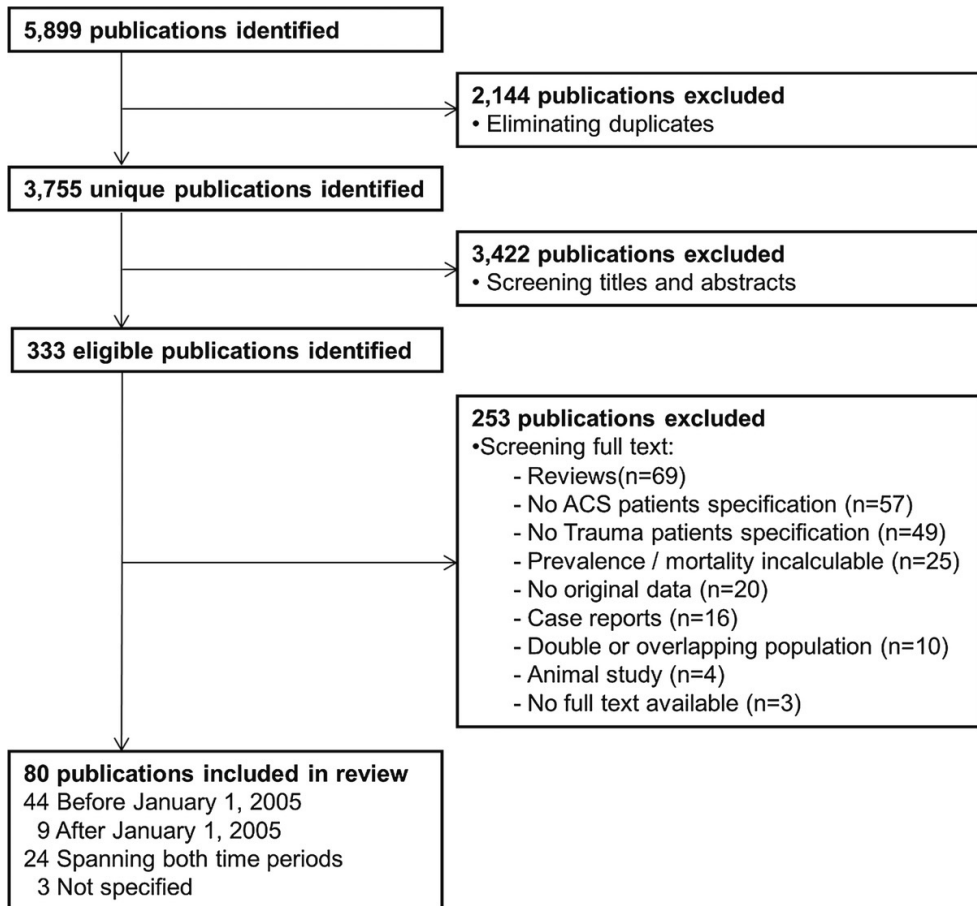 5,899 publications identified
2,144 publications excluded
• Eliminating duplicates
3,755 unique publications identified
3,422 publications excluded
• Screening titles and abstracts
333 eligible publications identified
253 publications excluded
•Screening full text:
- Reviews(n=69)
- No ACS patients specification (n=57)
- No Trauma patients specification (n=49)
- Prevalence / mortality incalculable (n=25)
- No original data (n=20)
- Case reports (n=16)
- Double or overlapping population (n=10)
- Animal study (n=4)
- No full text available (n=3)
80 publications included in review
44 Before January 1, 2005
9 After January 1, 2005
24 Spanning both time periods
3 Not specified